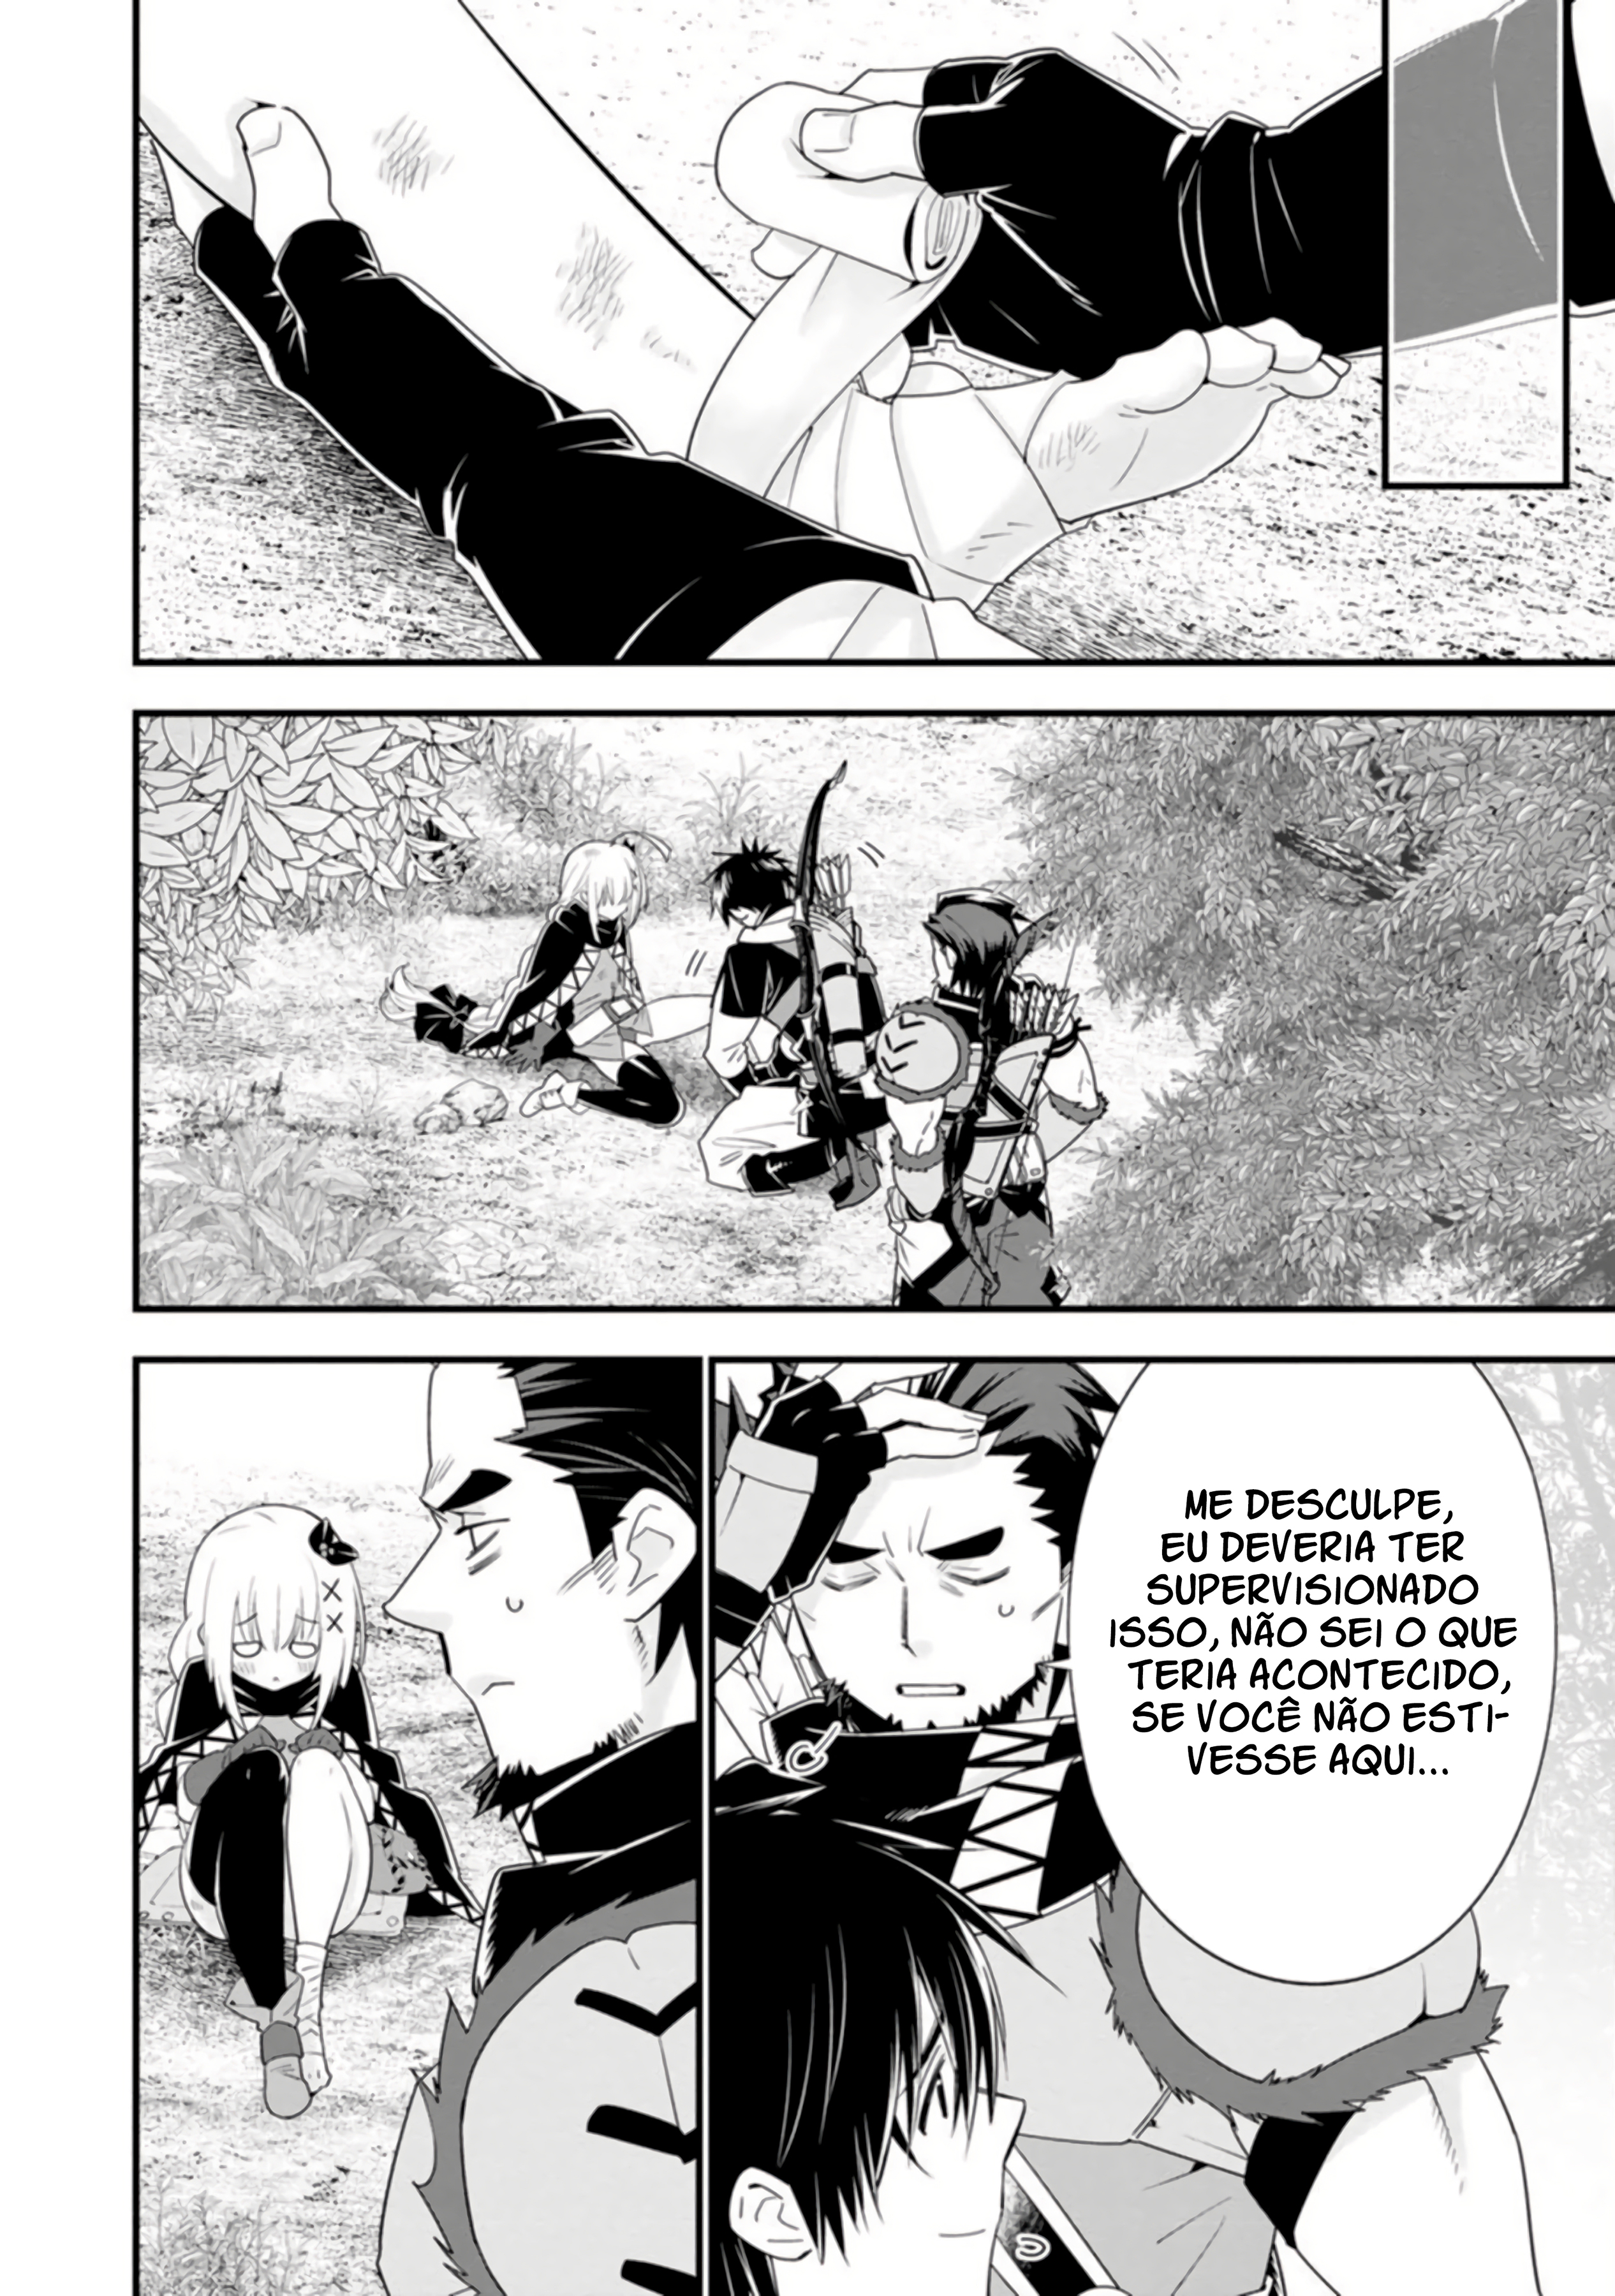 ME DESCULPE,
EU DEVERIA TER
SUPERVISIONADO
ISSO, NÃO SEI O QUE
TERIA ACONTECIDO,
SE VOCÊ NÃO ESTI-
VESSE AQUI...